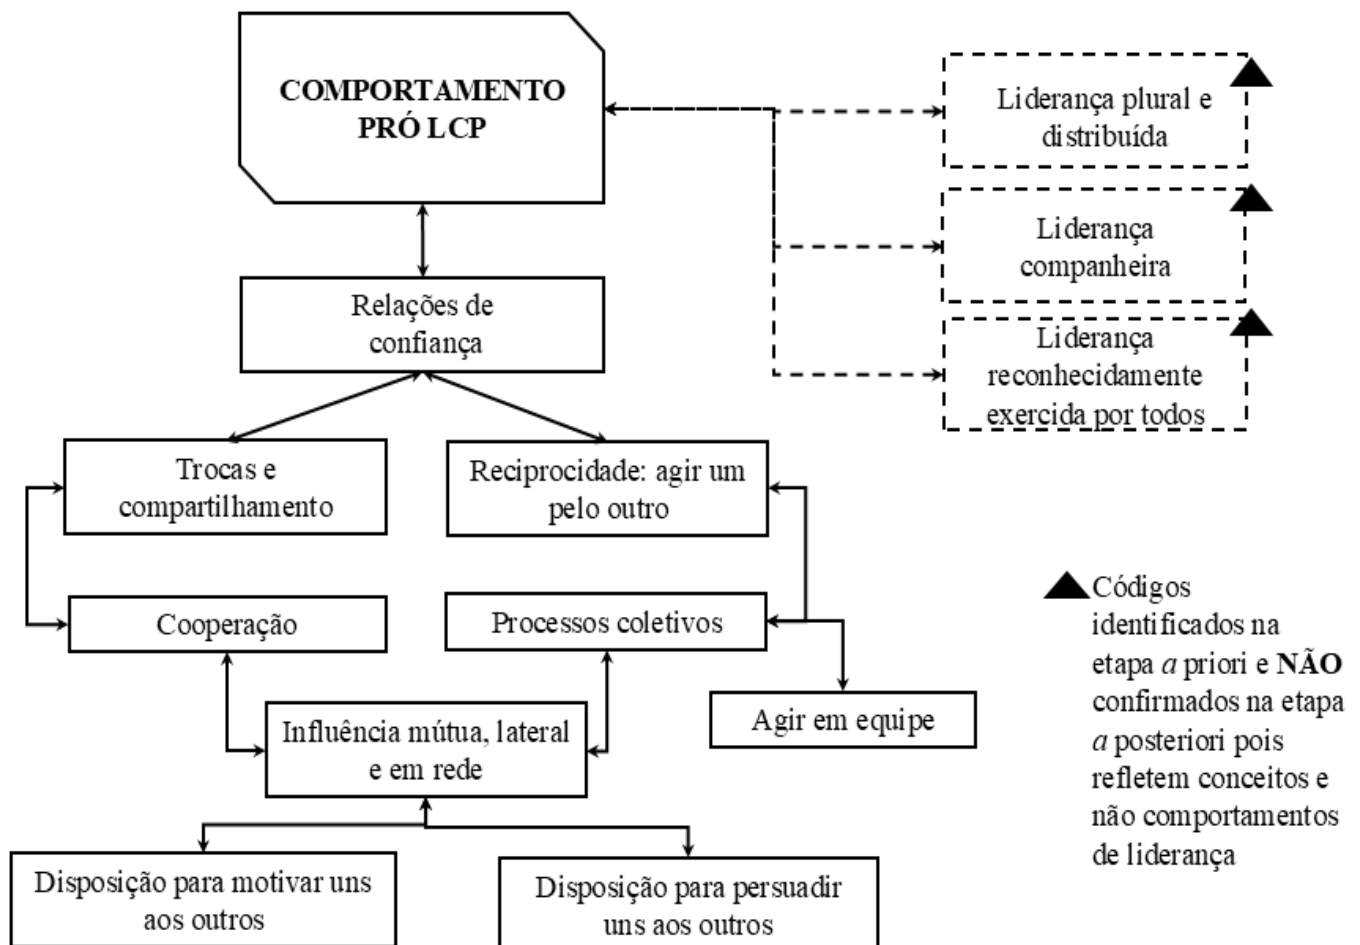 COMPORTAMENTO
PRÓ LCP
Liderança plural e
distribuída
Liderança
companheira
Liderança
reconhecidamente
exercida por todos
Relações de
confiança
Trocas e
compartilhamento
Reciprocidade: agir um
pelo outro
Cooperação
Processos coletivos
Agir em equipe
Influência mútua, lateral
e em rede
Disposição para motivar uns
aos outros
Disposição para persuadir
uns aos outros
Códigos
identificados na
etapa a priori e NÃO
confirmados na etapa
a posteriori pois
refletem conceitos e
não comportamentos
de liderança